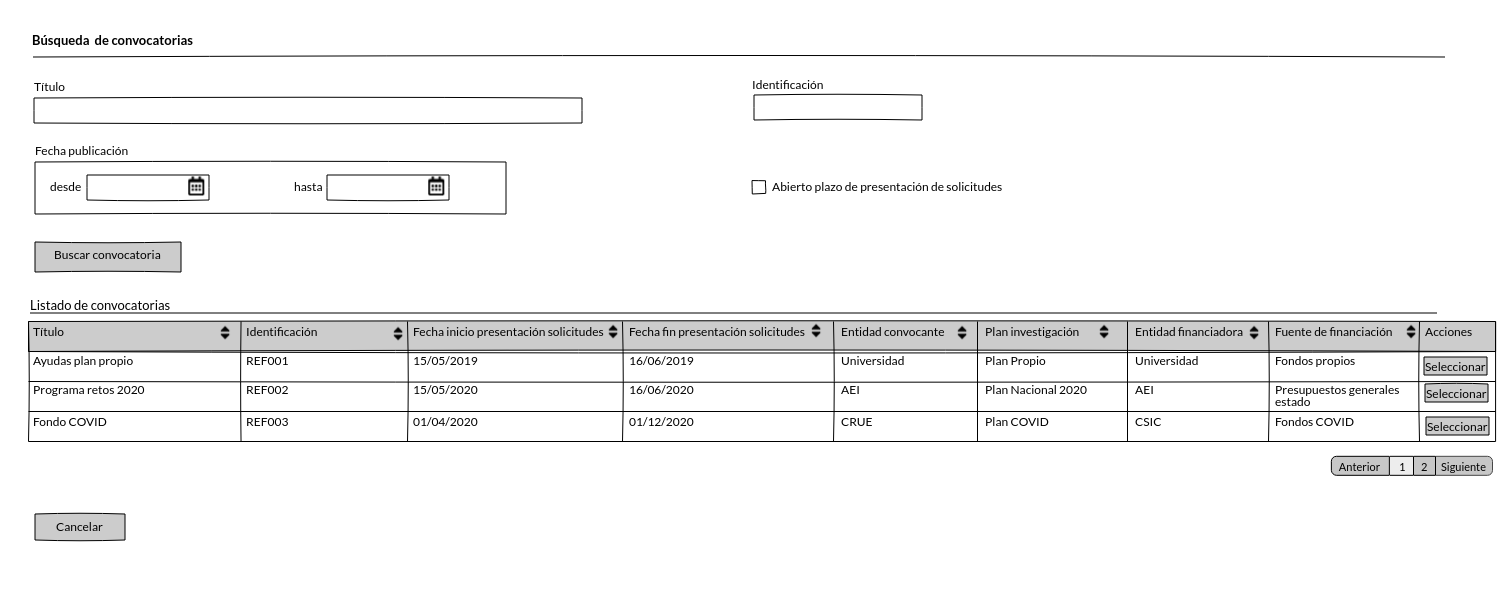 Búsqueda de convocatorias
Título
Identificación
Fecha publicación
desde
hasta
Abierto plazo de presentación de solicitudes
Buscar convocatoria
Listado de convocatorias
Título Identificación Fecha inicio presentación solicitudes Fecha fin presentación solicitudes Entidad convocante Plan investigación Entidad financiadora Fuente de financiación Acciones
Ayudas plan propio REF001 15/05/2019 16/06/2019 Universidad Plan Propio Universidad Fondos propios Seleccionar
Programa retos 2020 REF002 15/05/2020 16/06/2020 AEI Plan Nacional 2020 AEI Presupuestos generales Seleccionar
estado
Fondo COVID REF003 01/04/2020 01/12/2020 CRUE Plan COVID CSIC Fondos COVID Seleccionar
Anterior 1 2 Siguiente
Cancelar